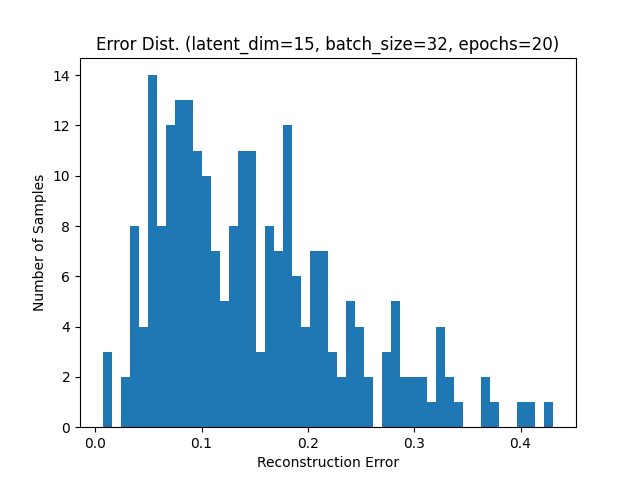 Error Dist. (latent_dim=15, batch_size=32, epochs=20)
14
12
10
8
6
4
2
0
Number of Samples
0.0 0.1 0.2 0.3 0.4
Reconstruction Error